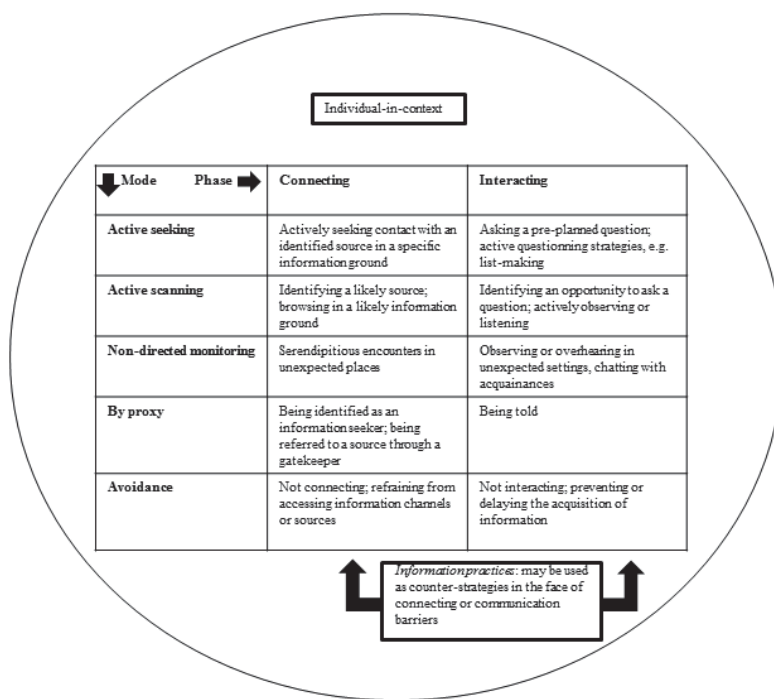 Individual-in-context
Mode Phase Connecting Interacting
Active seeking
Actively seeking contact with an
identified source in a specific
information ground
Asking a pre-planned question;
active questionning strategies, e.g.
list-making
Active scanning
Identifying a likely source;
browsing in a likely information
ground
Identifying an opportunity to ask a
question; actively observing or
listening
Non-directed monitoring
Serendipitious encounters in
unexpected places
Observing or overhearing in
unexpected settings, chatting with
acquainances
By proxy
Being identified as an
information seeker; being
referred to a source through a
gatekeeper
Being told
Avoidance
Not connecting; refraining from
accessing information channels
or sources
Not interacting; preventing or
delaying the acquisition of
information
Information practices: may be used
as counter-strategies in the face of
connecting or communication
barriers